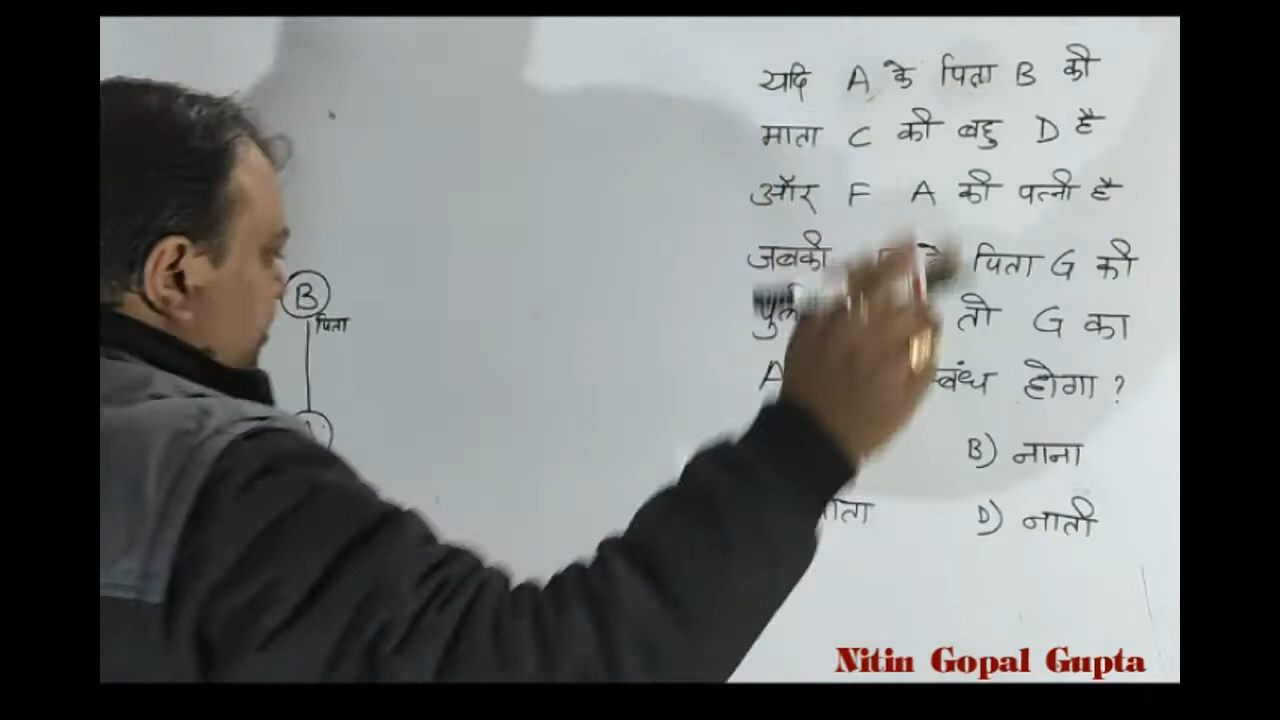 यदि A के पिता B की
माता C की बहु D है
और F A की पत्नी है
जबकी पिता G की
तो G का
A होगा ?
B) नाना
D) नाती
B
पिता
Nitin Gopal Gupta